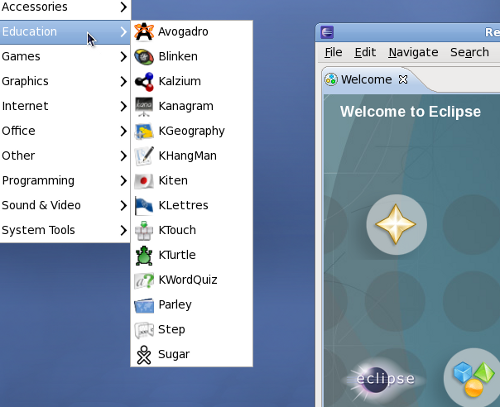 Accessories
Education
Games
Graphics
Internet
Office
Other
Programming
Sound & Video
System Tools
Avogadro
Blinken
Kalzium
Kanagram
KGeography
KHangMan
Kiten
KLettres
KTouch
KTurtle
KWordQuiz
Parley
Step
Sugar
Re
File Edit Navigate Search
Welcome
Welcome to Eclipse
eclipse